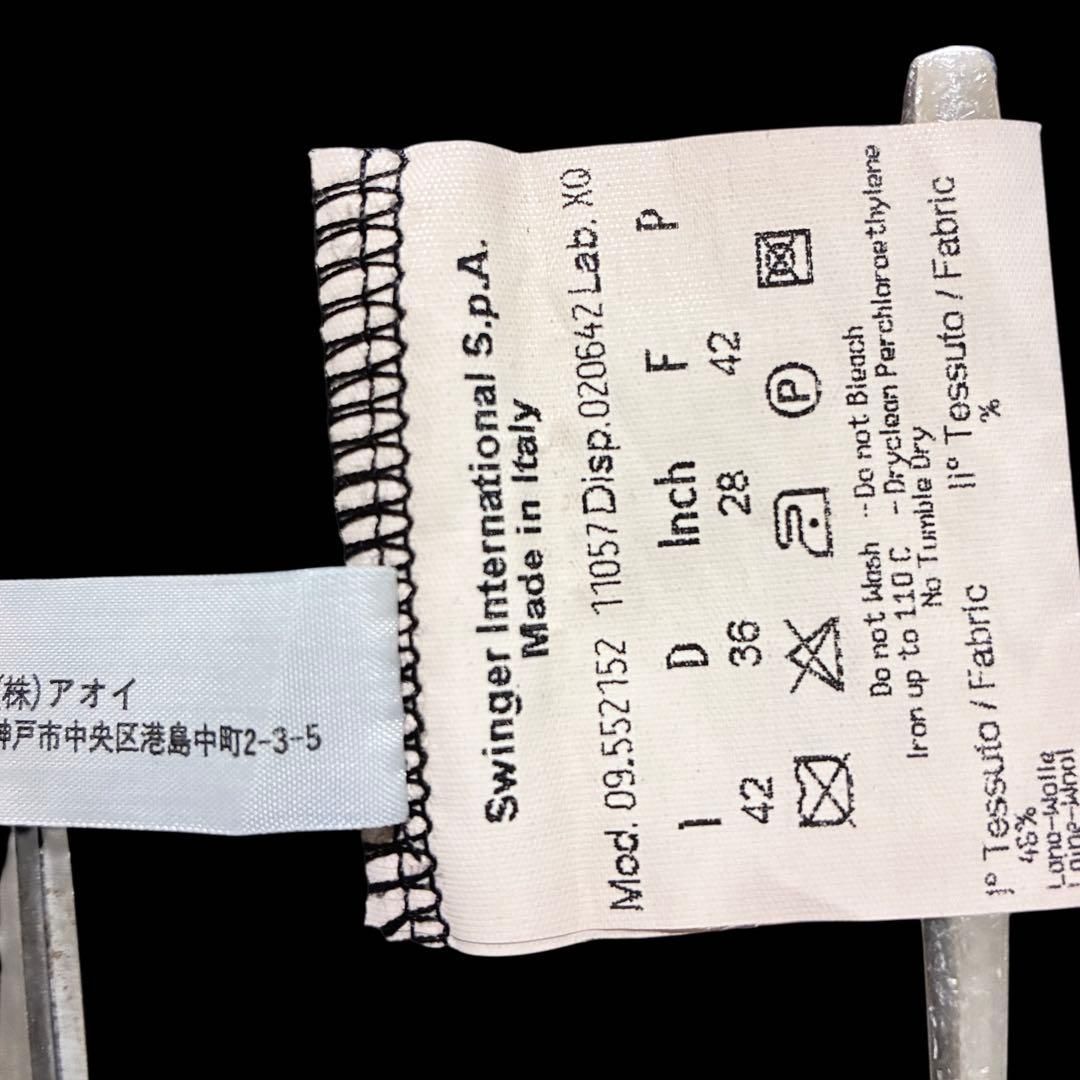 Swinger International S.p.A.
Made in Italy
Mod. 09.552152 11057 Disp.020642 Lab. XQ
I D Inch F P
42 36 28 42
P
Do not Wash - Do not Bleach
Iron up to 110 C - Dryclean Perchloroethylene
No Tumble Dry
I° Tessuto / Fabric II° Tessuto / Fabric
46% %
Lana-Wolle
Laine-Wool
(株)アオイ
神戸市中央区港島中町2-3-5